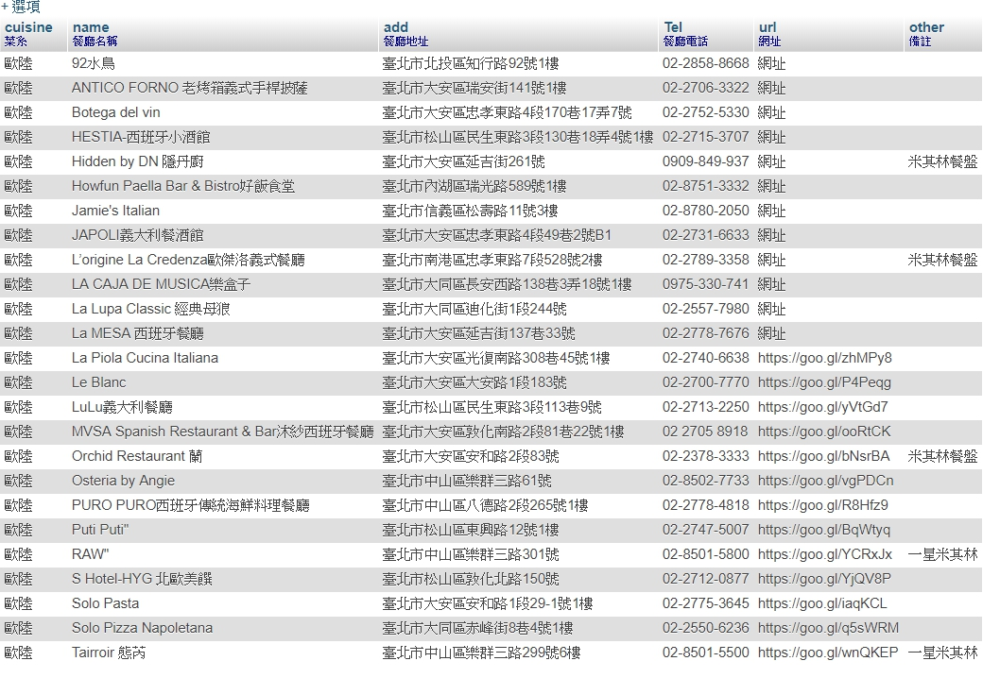 + 選項
cuisine name add Tel url other
菜系 餐廳名稱 餐廳地址 餐廳電話 網址 備註
歐陸 92水鳥 臺北市北投區知行路92號1樓 02-2858-8668 網址
歐陸 ANTICO FORNO 老烤箱義式手桿披薩 臺北市大安區瑞安街141號1樓 02-2706-3322 網址
歐陸 Botega del vin 臺北市大安區忠孝東路4段170巷17弄7號 02-2752-5330 網址
歐陸 HESTIA-西班牙小酒館 臺北市松山區民生東路3段130巷18弄4號1樓 02-2715-3707 網址
歐陸 Hidden by DN 隱丹廚 臺北市大安區延吉街261號 0909-849-937 網址 米其林餐盤
歐陸 Howfun Paella Bar & Bistro好飯食堂 臺北市內湖區瑞光路589號1樓 02-8751-3332 網址
歐陸 Jamie's Italian 臺北市信義區松壽路11號3樓 02-8780-2050 網址
歐陸 JAPOLI義大利餐酒館 臺北市大安區忠孝東路4段49巷2號B1 02-2731-6633 網址
歐陸 L'origine La Credenza歐傑洛義式餐廳 臺北市南港區忠孝東路7段528號2樓 02-2789-3358 網址 米其林餐盤
歐陸 LA CAJA DE MUSICA樂盒子 臺北市大同區長安西路138巷3弄18號1樓 0975-330-741 網址
歐陸 La Lupa Classic 經典母狼 臺北市大同區迪化街1段244號 02-2557-7980 網址
歐陸 La MESA 西班牙餐廳 臺北市大安區延吉街137巷33號 02-2778-7676 網址
歐陸 La Piola Cucina Italiana 臺北市大安區光復南路308巷45號1樓 02-2740-6638 https://goo.gl/zhMPy8
歐陸 Le Blanc 臺北市大安區大安路1段183號 02-2700-7770 https://goo.gl/P4Peqg
歐陸 LuLu義大利餐廳 臺北市松山區民生東路3段113巷9號 02-2713-2250 https://goo.gl/yVtGd7
歐陸 MVSA Spanish Restaurant & Bar沐紗西班牙餐廳 臺北市大安區敦化南路2段81巷22號1樓 02 2705 8918 https://goo.gl/ooRtCK
歐陸 Orchid Restaurant 蘭 臺北市大安區安和路2段83號 02-2378-3333 https://goo.gl/bNsrBA 米其林餐盤
歐陸 Osteria by Angie 臺北市中山區樂群三路61號 02-8502-7733 https://goo.gl/vgPDCn
歐陸 PURO PURO西班牙傳統海鮮料理餐廳 臺北市中山區八德路2段265號1樓 02-2778-4818 https://goo.gl/R8Hfz9
歐陸 Puti Puti" 臺北市松山區東興路12號1樓 02-2747-5007 https://goo.gl/BqWtyq
歐陸 RAW" 臺北市中山區樂群三路301號 02-8501-5800 https://goo.gl/YCRxJx 一星米其林
歐陸 S Hotel-HYG 北歐美饌 臺北市松山區敦化北路150號 02-2712-0877 https://goo.gl/YjQV8P
歐陸 Solo Pasta 臺北市大安區安和路1段29-1號1樓 02-2775-3645 https://goo.gl/iaqKCL
歐陸 Solo Pizza Napoletana 臺北市大同區赤峰街8巷4號1樓 02-2550-6236 https://goo.gl/q5sWRM
歐陸 Tairroir 態芮 臺北市中山區樂群三路299號6樓 02-8501-5500 https://goo.gl/wnQKEP 一星米其林